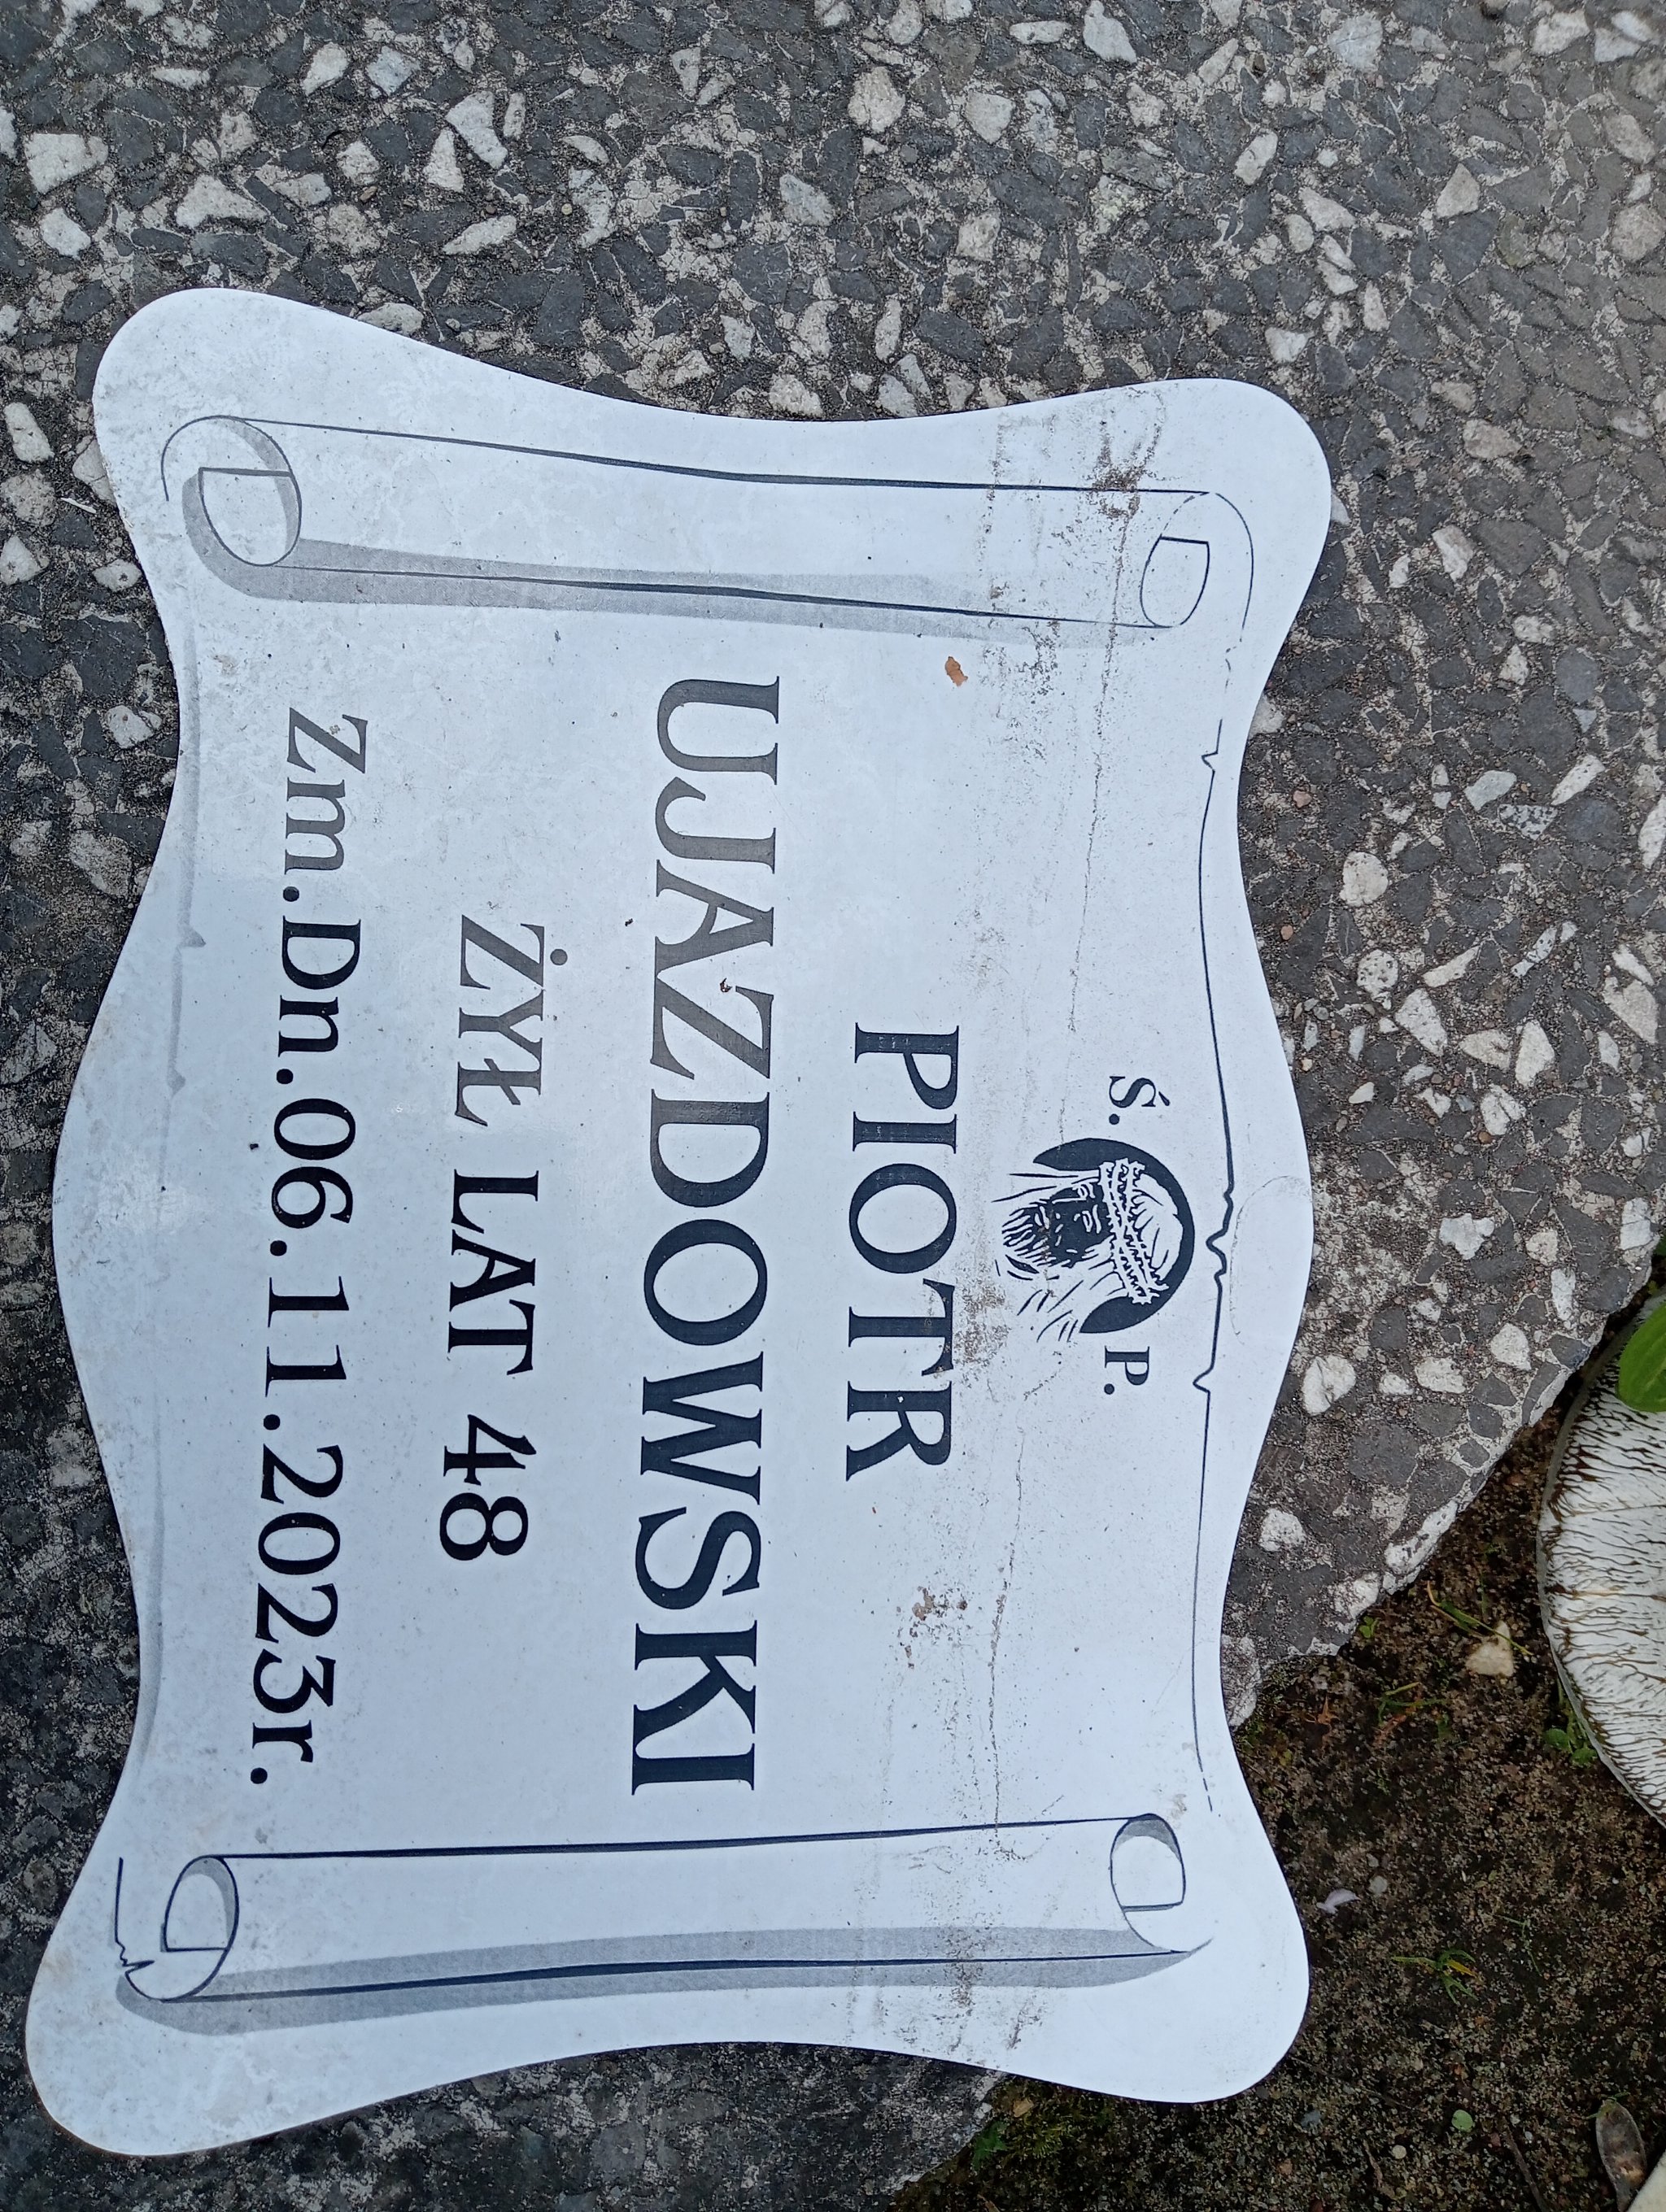 Ś. P.
PIOTR
UJAZDOWSKI
ŻYŁ LAT 48
Zm.Dn.06.11.2023r.